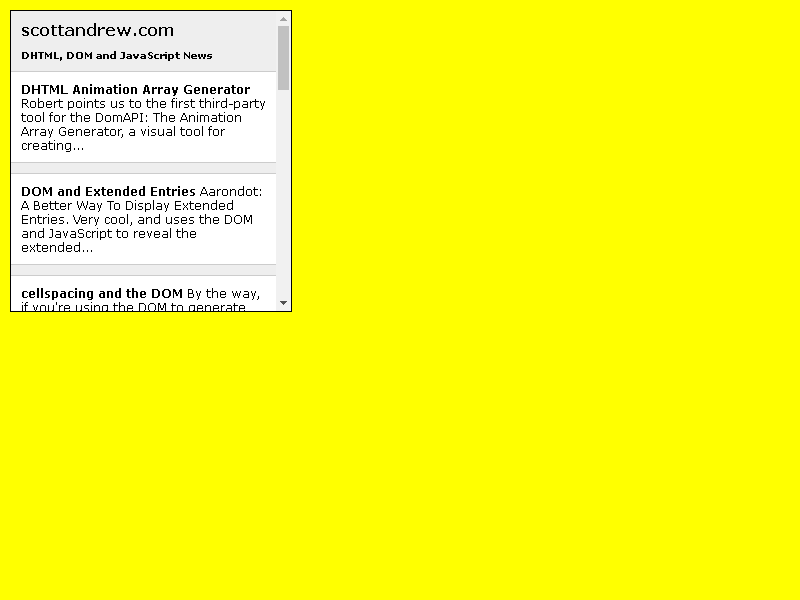 scottandrew.com
DHTML, DOM and JavaScript News
DHTML Animation Array Generator
Robert points us to the first third-party
tool for the DomAPI: The Animation
Array Generator, a visual tool for
creating...
DOM and Extended Entries Aarondot:
A Better Way To Display Extended
Entries. Very cool, and uses the DOM
and JavaScript to reveal the
extended...
cellspacing and the DOM By the way,
if you're using the DOM to generate